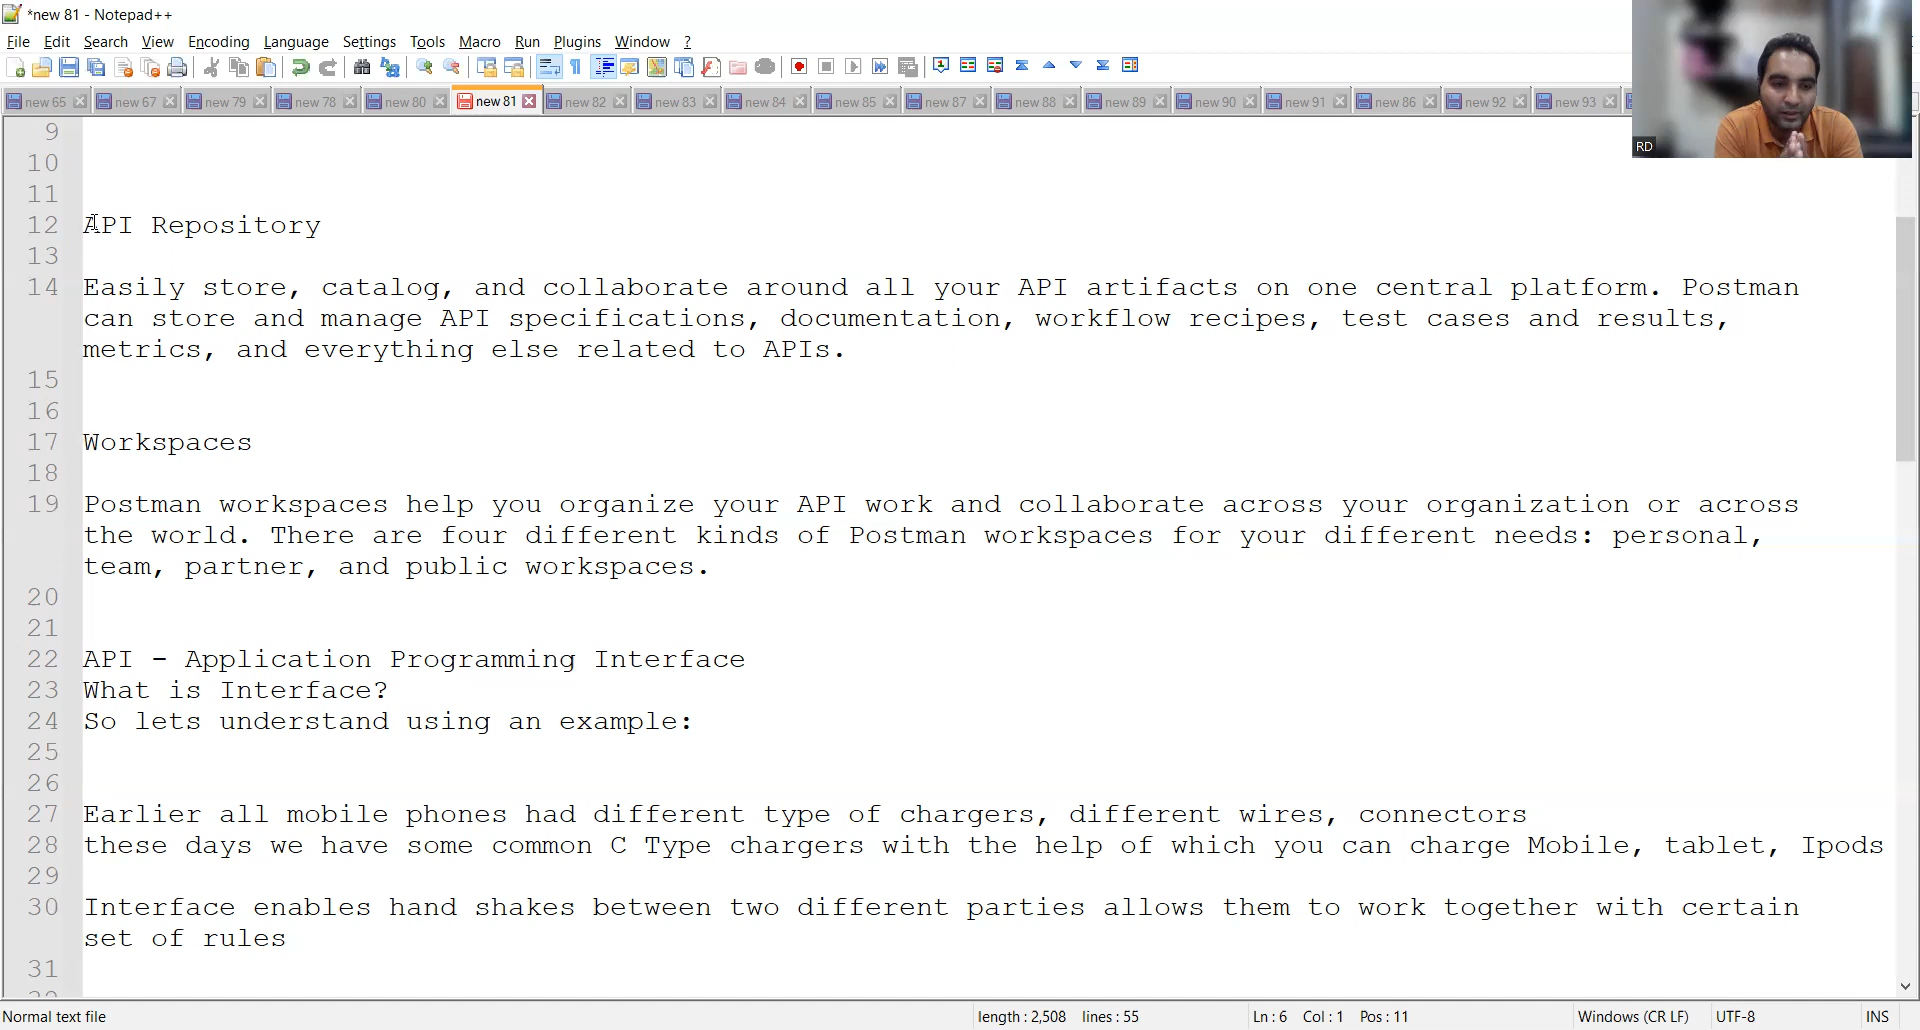 *new 81 - Notepad++
File Edit Search View Encoding Language Settings Tools Macro Run Plugins Window ?
new 65 new 67 new 79 new 78 new 80 new 81 new 82 new 83 new 84 new 85 new 87 new 88 new 89 new 90 new 91 new 86 new 92 new 93
RD
9
10
11
12 API Repository
13
14 Easily store, catalog, and collaborate around all your API artifacts on one central platform. Postman
can store and manage API specifications, documentation, workflow recipes, test cases and results,
metrics, and everything else related to APIs.
15
16
17 Workspaces
18
19 Postman workspaces help you organize your API work and collaborate across your organization or across
the world. There are four different kinds of Postman workspaces for your different needs: personal,
team, partner, and public workspaces.
20
21
22 API - Application Programming Interface
23 What is Interface?
24 So lets understand using an example:
25
26
27 Earlier all mobile phones had different type of chargers, different wires, connectors
28 these days we have some common C Type chargers with the help of which you can charge Mobile, tablet, Ipods
29
30 Interface enables hand shakes between two different parties allows them to work together with certain
set of rules
31
Normal text file length : 2,508 lines : 55 Ln : 6 Col : 1 Pos : 11 Windows (CR LF) UTF-8 INS